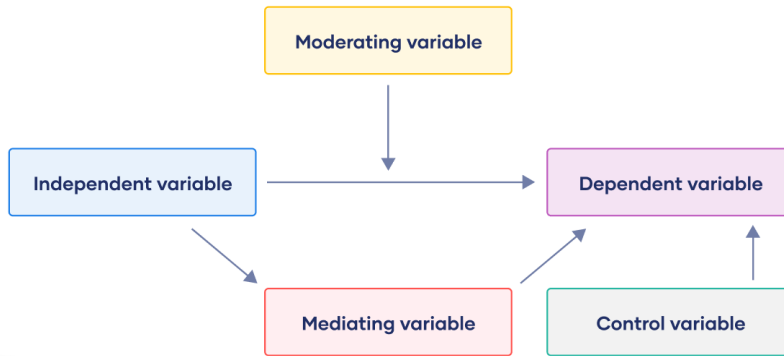 Moderating variable
Independent variable
Dependent variable
Mediating variable
Control variable